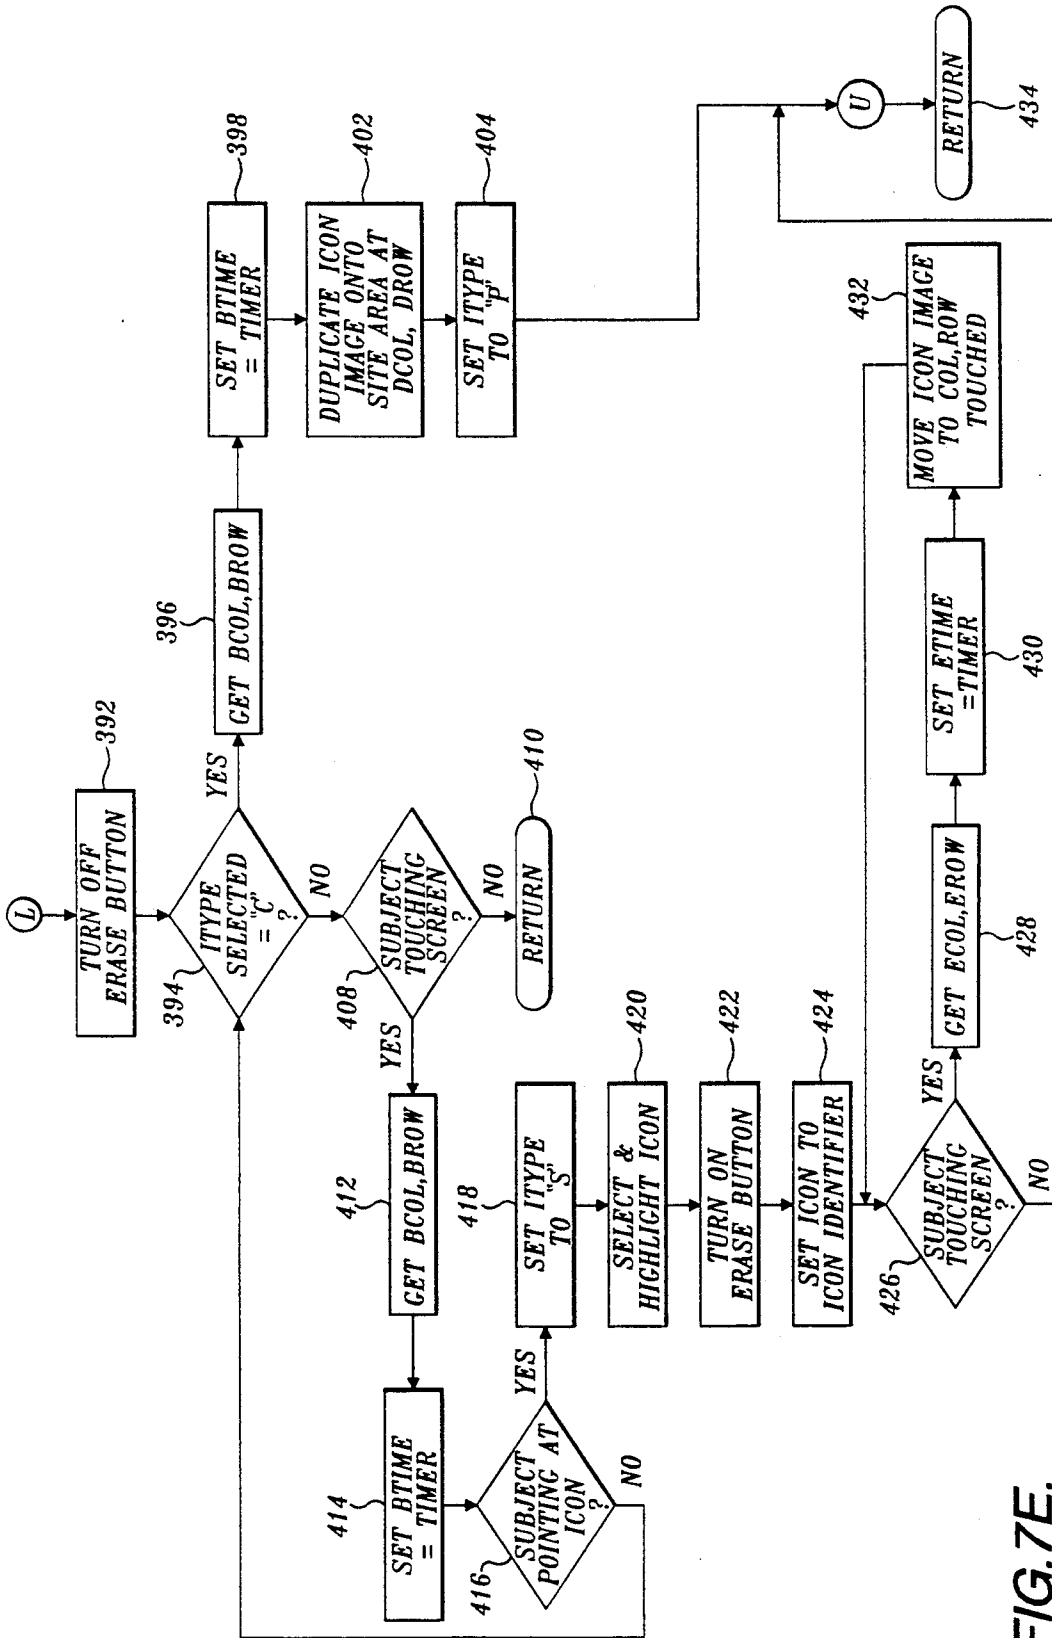 L
TURN OFF
ERASE BUTTON
392
ITYPE
SELECTED
= "C"
?
394
YES
NO
GET BCOL,BROW
396
SET BTIME
= TIMER
398
DUPLICATE ICON
IMAGE ONTO
SITE AREA AT
DCOL, DROW
402
SET ITYPE
TO "P"
404
SUBJECT
TOUCHING
SCREEN
?
408
YES
NO
RETURN
410
GET BCOL,BROW
412
SET BTIME
= TIMER
414
SUBJECT
POINTING AT
ICON
?
416
YES
NO
SET ITYPE
TO "S"
418
SELECT &
HIGHLIGHT ICON
420
TURN ON
ERASE BUTTON
422
SET ICON TO
ICON IDENTIFIER
424
SUBJECT
TOUCHING
SCREEN
?
426
YES
NO
GET ECOL,EROW
428
SET ETIME
=TIMER
430
MOVE ICON IMAGE
TO COL,ROW
TOUCHED
432
U
RETURN
434
FIG.7E.